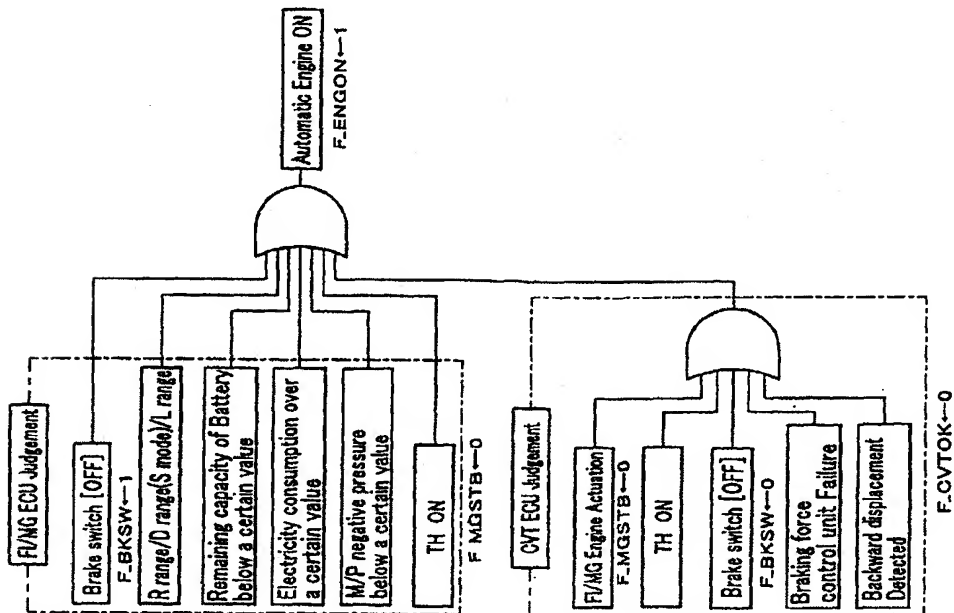 FI/MG ECU Judgement
Brake switch [OFF]
F_BKSW←1
R range/D range(S mode)/L range
Remaining capacity of Battery
below a certain value
Electricity consumption over
a certain value
M/P negative pressure
below a certain value
TH ON
F MGSTB←0
Automatic Engine ON
F_ENGON←1
CVT ECU Judgement
FI/MG Engine Actuation
F_MGSTB←0
TH ON
Brake switch [OFF]
F_BKSW←0
Braking force
control unit Failure
Backward displacement
Detected
F_CVTOK←0